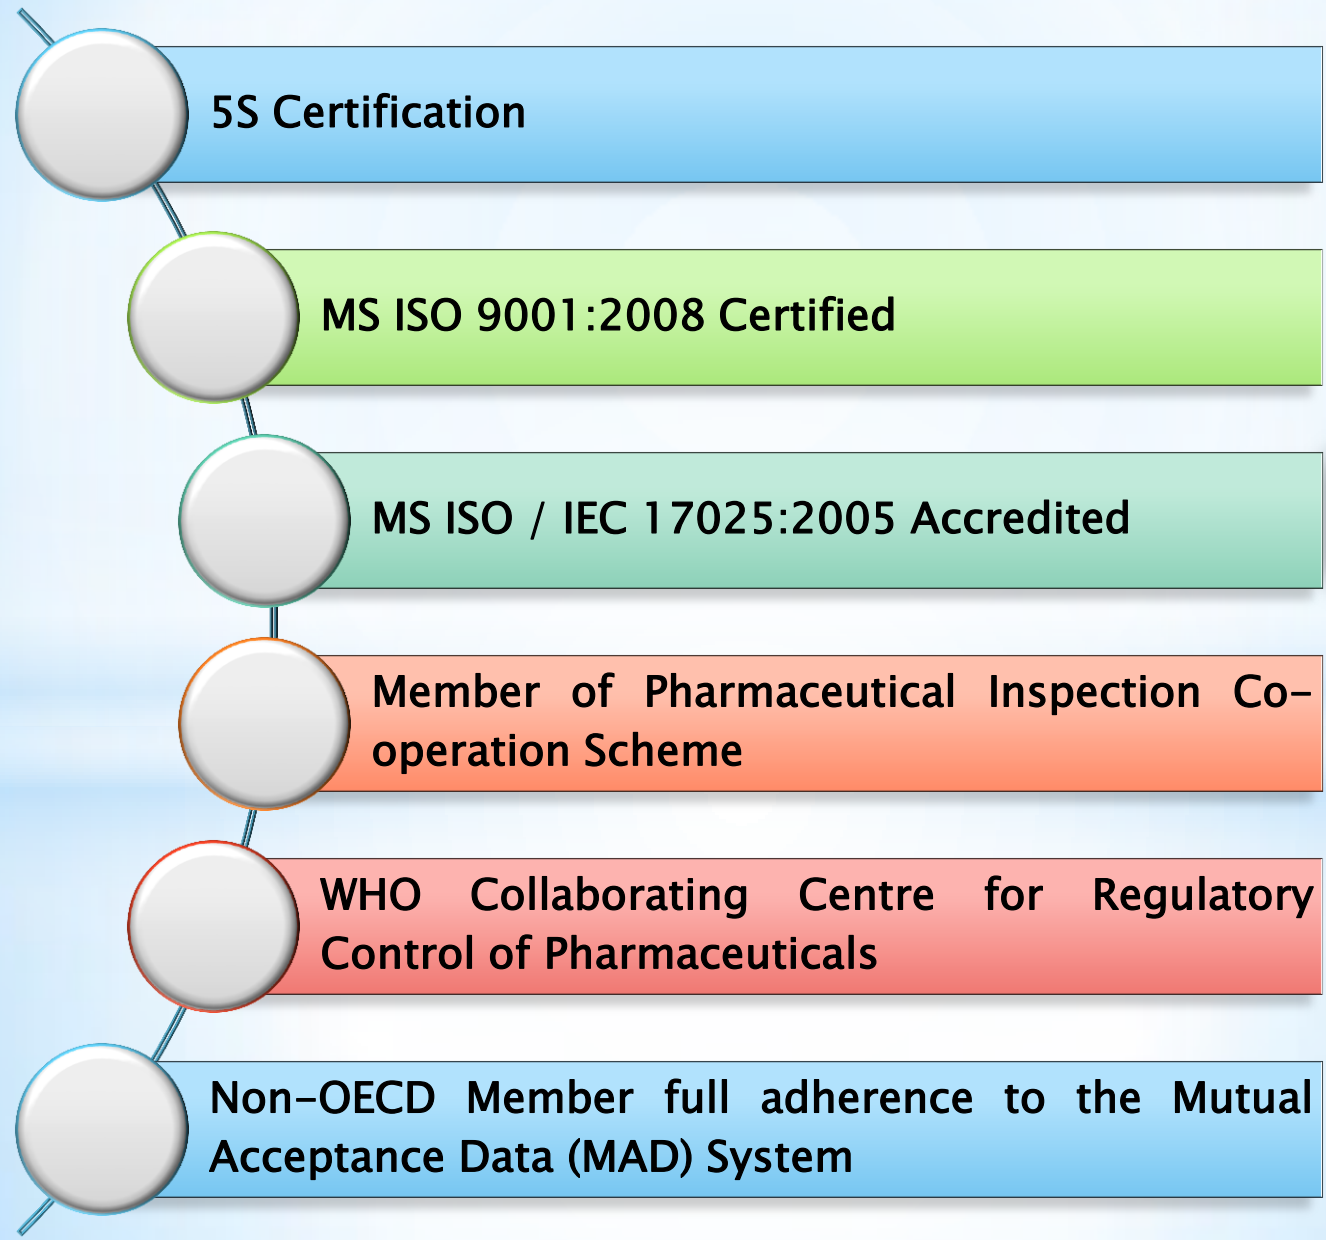 5S Certification
MS ISO 9001:2008 Certified
MS ISO / IEC 17025:2005 Accredited
Member of Pharmaceutical Inspection Co-
operation Scheme
WHO Collaborating Centre for Regulatory
Control of Pharmaceuticals
Non-OECD Member full adherence to the Mutual
Acceptance Data (MAD) System